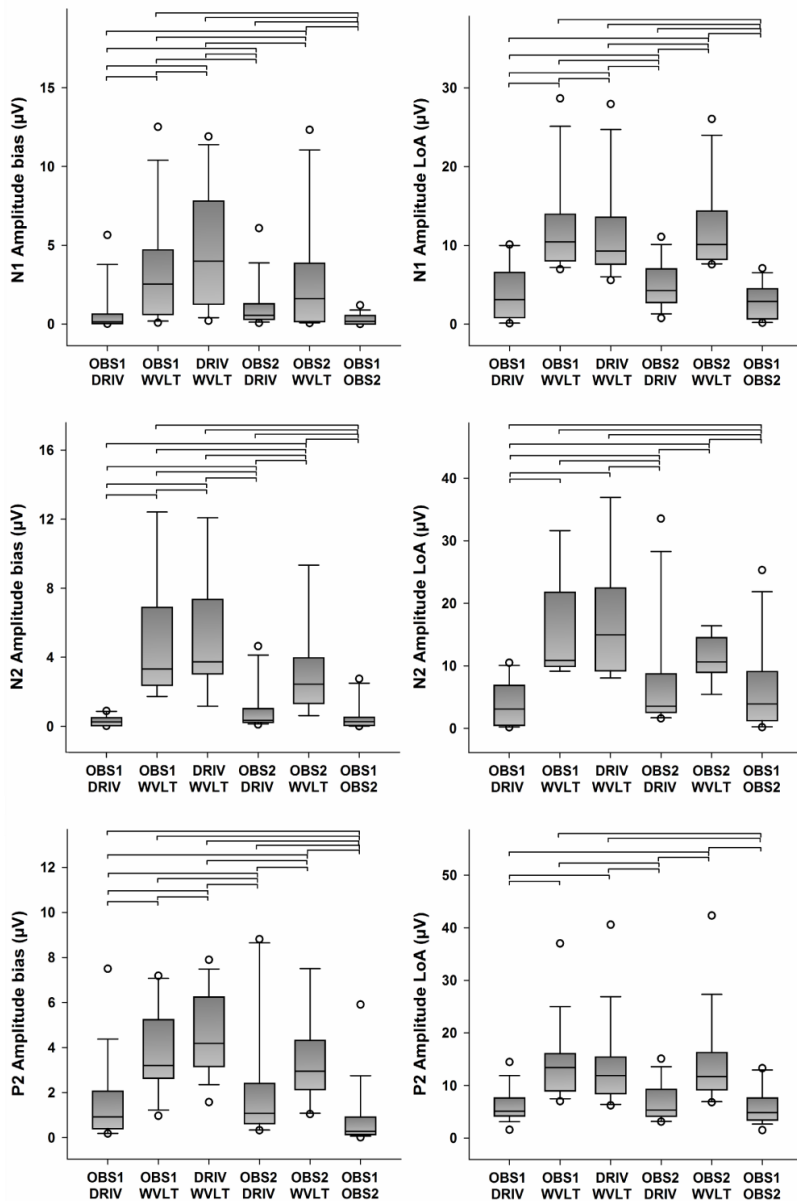 N1 Amplitude bias (µV)
15
10
5
0
OBS1 OBS1 DRIV OBS2 OBS2 OBS1
DRIV WVLT WVLT DRIV WVLT OBS2
N1 Amplitude LoA (µV)
30
20
10
0
OBS1 OBS1 DRIV OBS2 OBS2 OBS1
DRIV WVLT WVLT DRIV WVLT OBS2
N2 Amplitude bias (µV)
16
12
8
4
0
OBS1 OBS1 DRIV OBS2 OBS2 OBS1
DRIV WVLT WVLT DRIV WVLT OBS2
N2 Amplitude LoA (µV)
40
30
20
10
0
OBS1 OBS1 DRIV OBS2 OBS2 OBS1
DRIV WVLT WVLT DRIV WVLT OBS2
P2 Amplitude bias (µV)
12
10
8
6
4
2
0
OBS1 OBS1 DRIV OBS2 OBS2 OBS1
DRIV WVLT WVLT DRIV WVLT OBS2
P2 Amplitude LoA (µV)
50
40
30
20
10
0
OBS1 OBS1 DRIV OBS2 OBS2 OBS1
DRIV WVLT WVLT DRIV WVLT OBS2